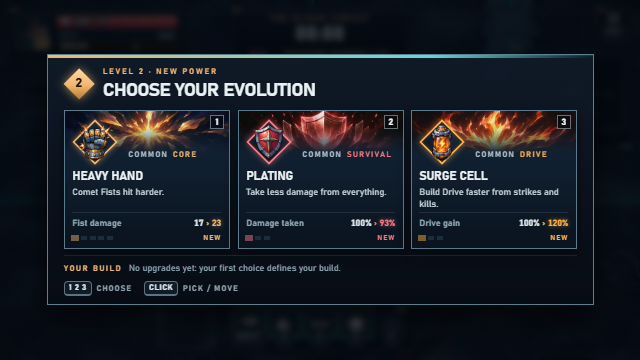 2
LEVEL 2 · NEW POWER
CHOOSE YOUR EVOLUTION
1
COMMON CORE
HEAVY HAND
Comet Fists hit harder.
Fist damage 17 › 23
NEW
2
COMMON SURVIVAL
PLATING
Take less damage from everything.
Damage taken 100% › 93%
NEW
3
COMMON DRIVE
SURGE CELL
Build Drive faster from strikes and
kills.
Drive gain 100% › 120%
NEW
YOUR BUILD No upgrades yet: your first choice defines your build.
1 2 3 CHOOSE CLICK PICK / MOVE